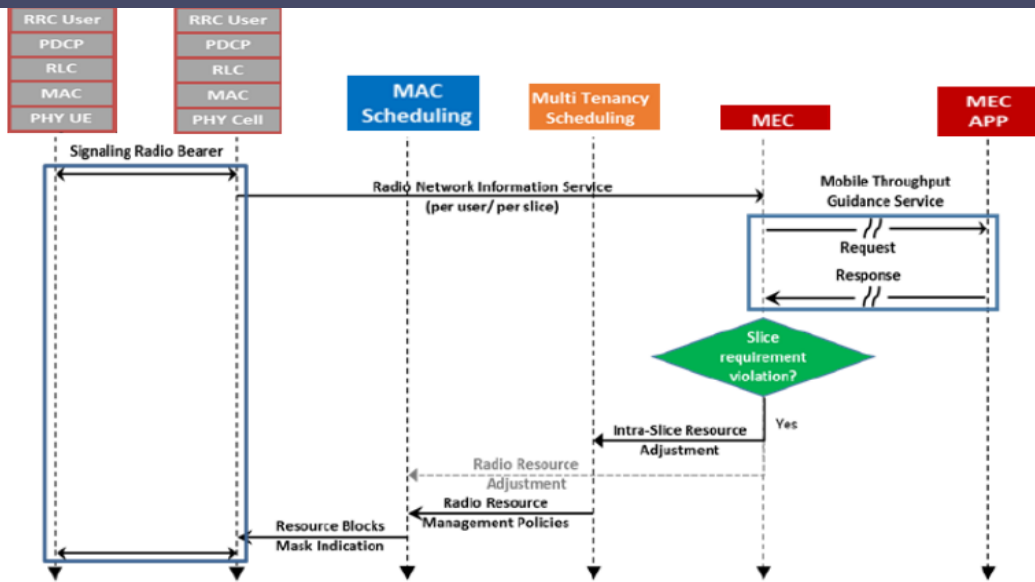 RRC User
PDCP
RLC
MAC
PHY UE
RRC User
PDCP
RLC
MAC
PHY Cell
MAC
Scheduling
Multi Tenancy
Scheduling
MEC
MEC
APP
Signaling Radio Bearer
Radio Network Information Service
(per user/ per slice)
Mobile Throughput
Guidance Service
Request
Response
Slice
requirement
violation?
Yes
Intra-Slice Resource
Adjustment
Radio Resource
Adjustment
Radio Resource
Management Policies
Resource Blocks
Mask Indication